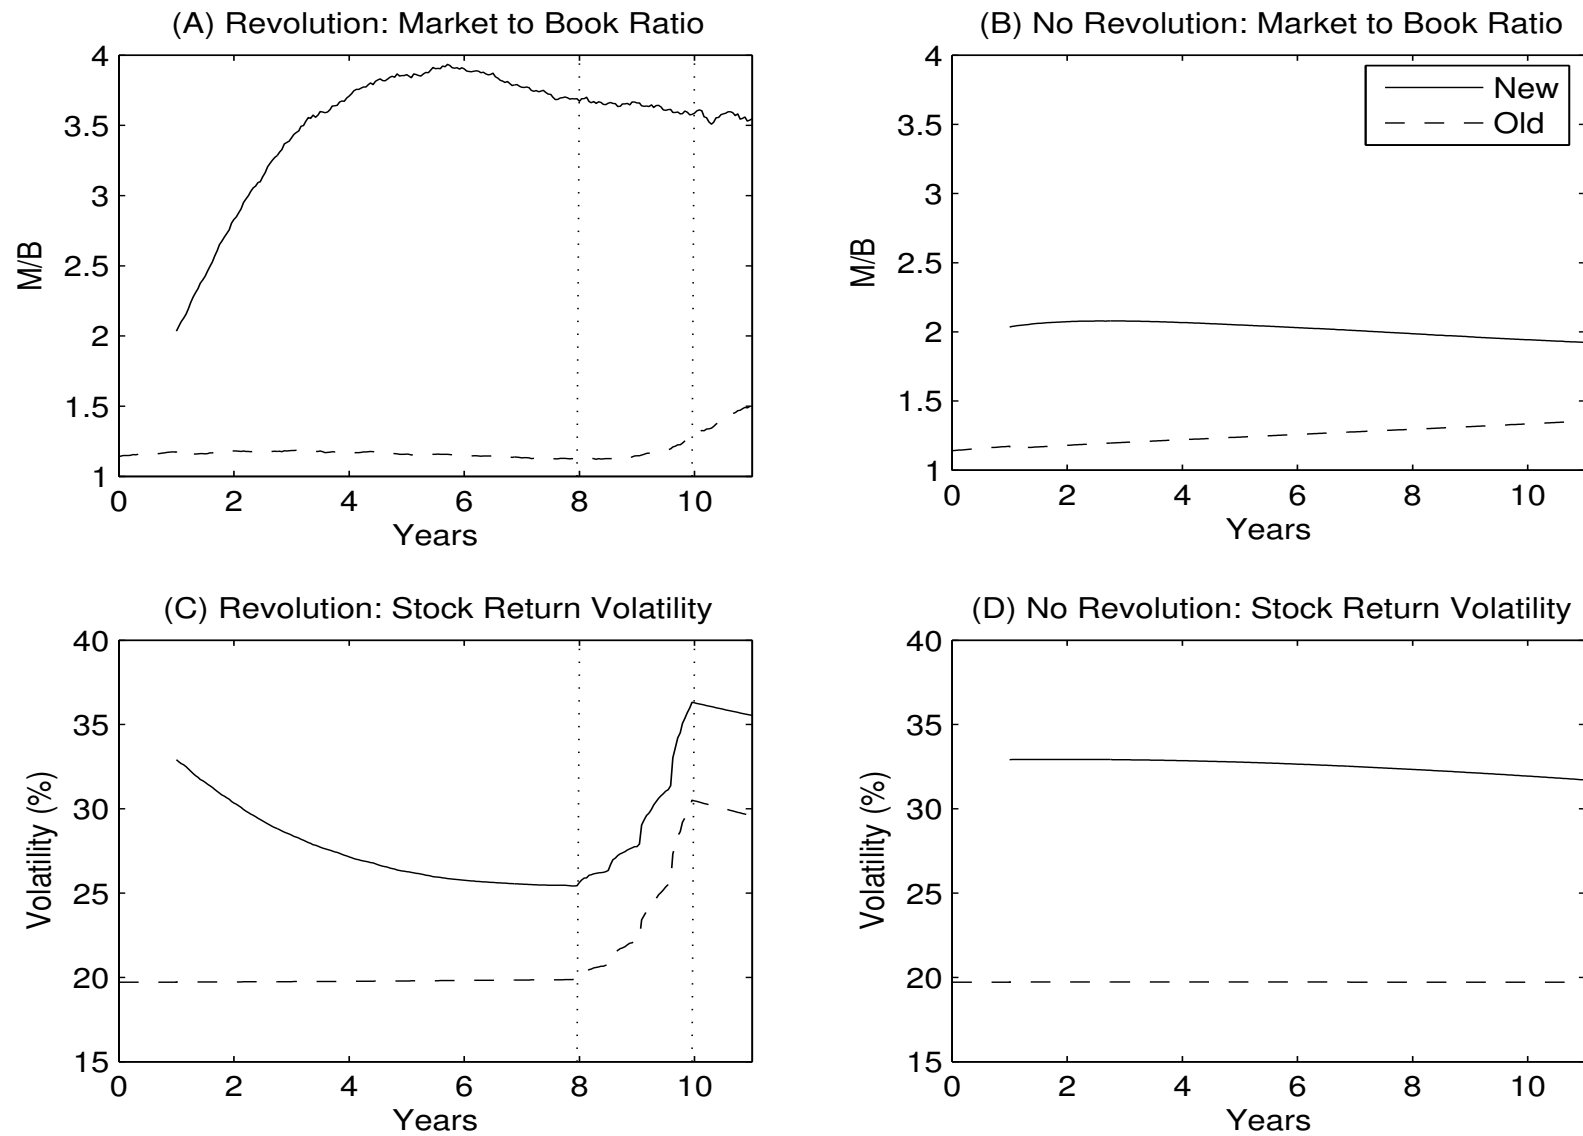 (A) Revolution: Market to Book Ratio
4
3.5
3
2.5
2
1.5
1
M/B
0 2 4 6 8 10
Years
(B) No Revolution: Market to Book Ratio
4
3.5
3
2.5
2
1.5
1
M/B
New
Old
0 2 4 6 8 10
Years
(C) Revolution: Stock Return Volatility
40
35
30
25
20
15
Volatility (%)
0 2 4 6 8 10
Years
(D) No Revolution: Stock Return Volatility
40
35
30
25
20
15
Volatility (%)
0 2 4 6 8 10
Years